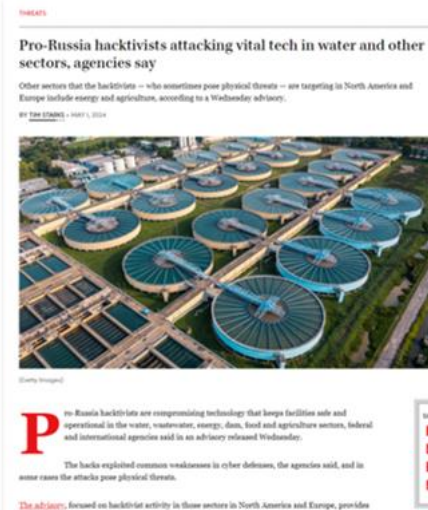 THREATS
Pro-Russia hacktivists attacking vital tech in water and other
sectors, agencies say
Other sectors that the hacktivists — who sometimes pose physical threats — are targeting in North America and
Europe include energy and agriculture, according to a Wednesday advisory.
BY TIM STARKS • MAY 1, 2024
(Getty Images)
Pro-Russia hacktivists are compromising technology that keeps facilities safe and
operational in the water, wastewater, energy, dam, food and agriculture sectors, federal
and international agencies said in an advisory released Wednesday.
The hacks exploited common weaknesses in cyber defenses, the agencies said, and in
some cases the attacks pose physical threats.
The advisory, focused on hacktivist activity in those sectors in North America and Europe, provides